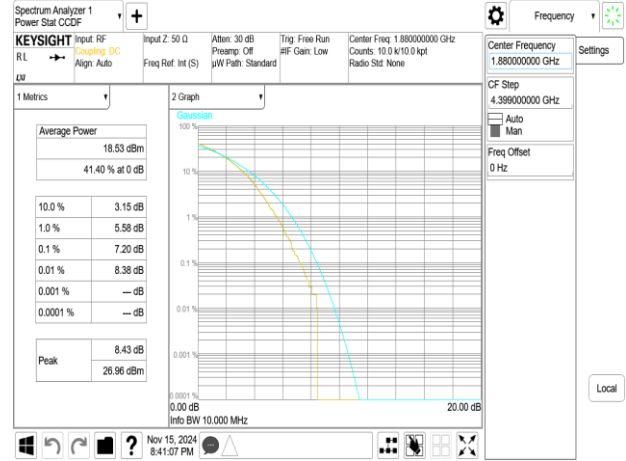 Spectrum Analyzer 1
Power Stat CCDF
Frequency
KEYSIGHT
RL
Input: RF
Coupling: DC
Align: Auto
Input Z: 50 Ω
Freq Ref: Int (S)
Atten: 30 dB
Preamp: Off
µW Path: Standard
Trig: Free Run
#IF Gain: Low
Center Freq: 1.880000000 GHz
Counts: 10.0 k/10.0 kpt
Radio Std: None
Center Frequency
1.880000000 GHz
Settings
CF Step
4.399000000 GHz
Auto
Man
Freq Offset
0 Hz
1 Metrics
Average Power
18.53 dBm
41.40 % at 0 dB
10.0 % 3.15 dB
1.0 % 5.58 dB
0.1 % 7.20 dB
0.01 % 8.38 dB
0.001 % --- dB
0.0001 % --- dB
Peak
8.43 dB
26.96 dBm
2 Graph
Gaussian
100 %
10 %
1 %
0.1 %
0.01 %
0.001 %
0.0001 %
0.00 dB 20.00 dB
Info BW 10.000 MHz
Local
Nov 15, 2024
8:41:07 PM